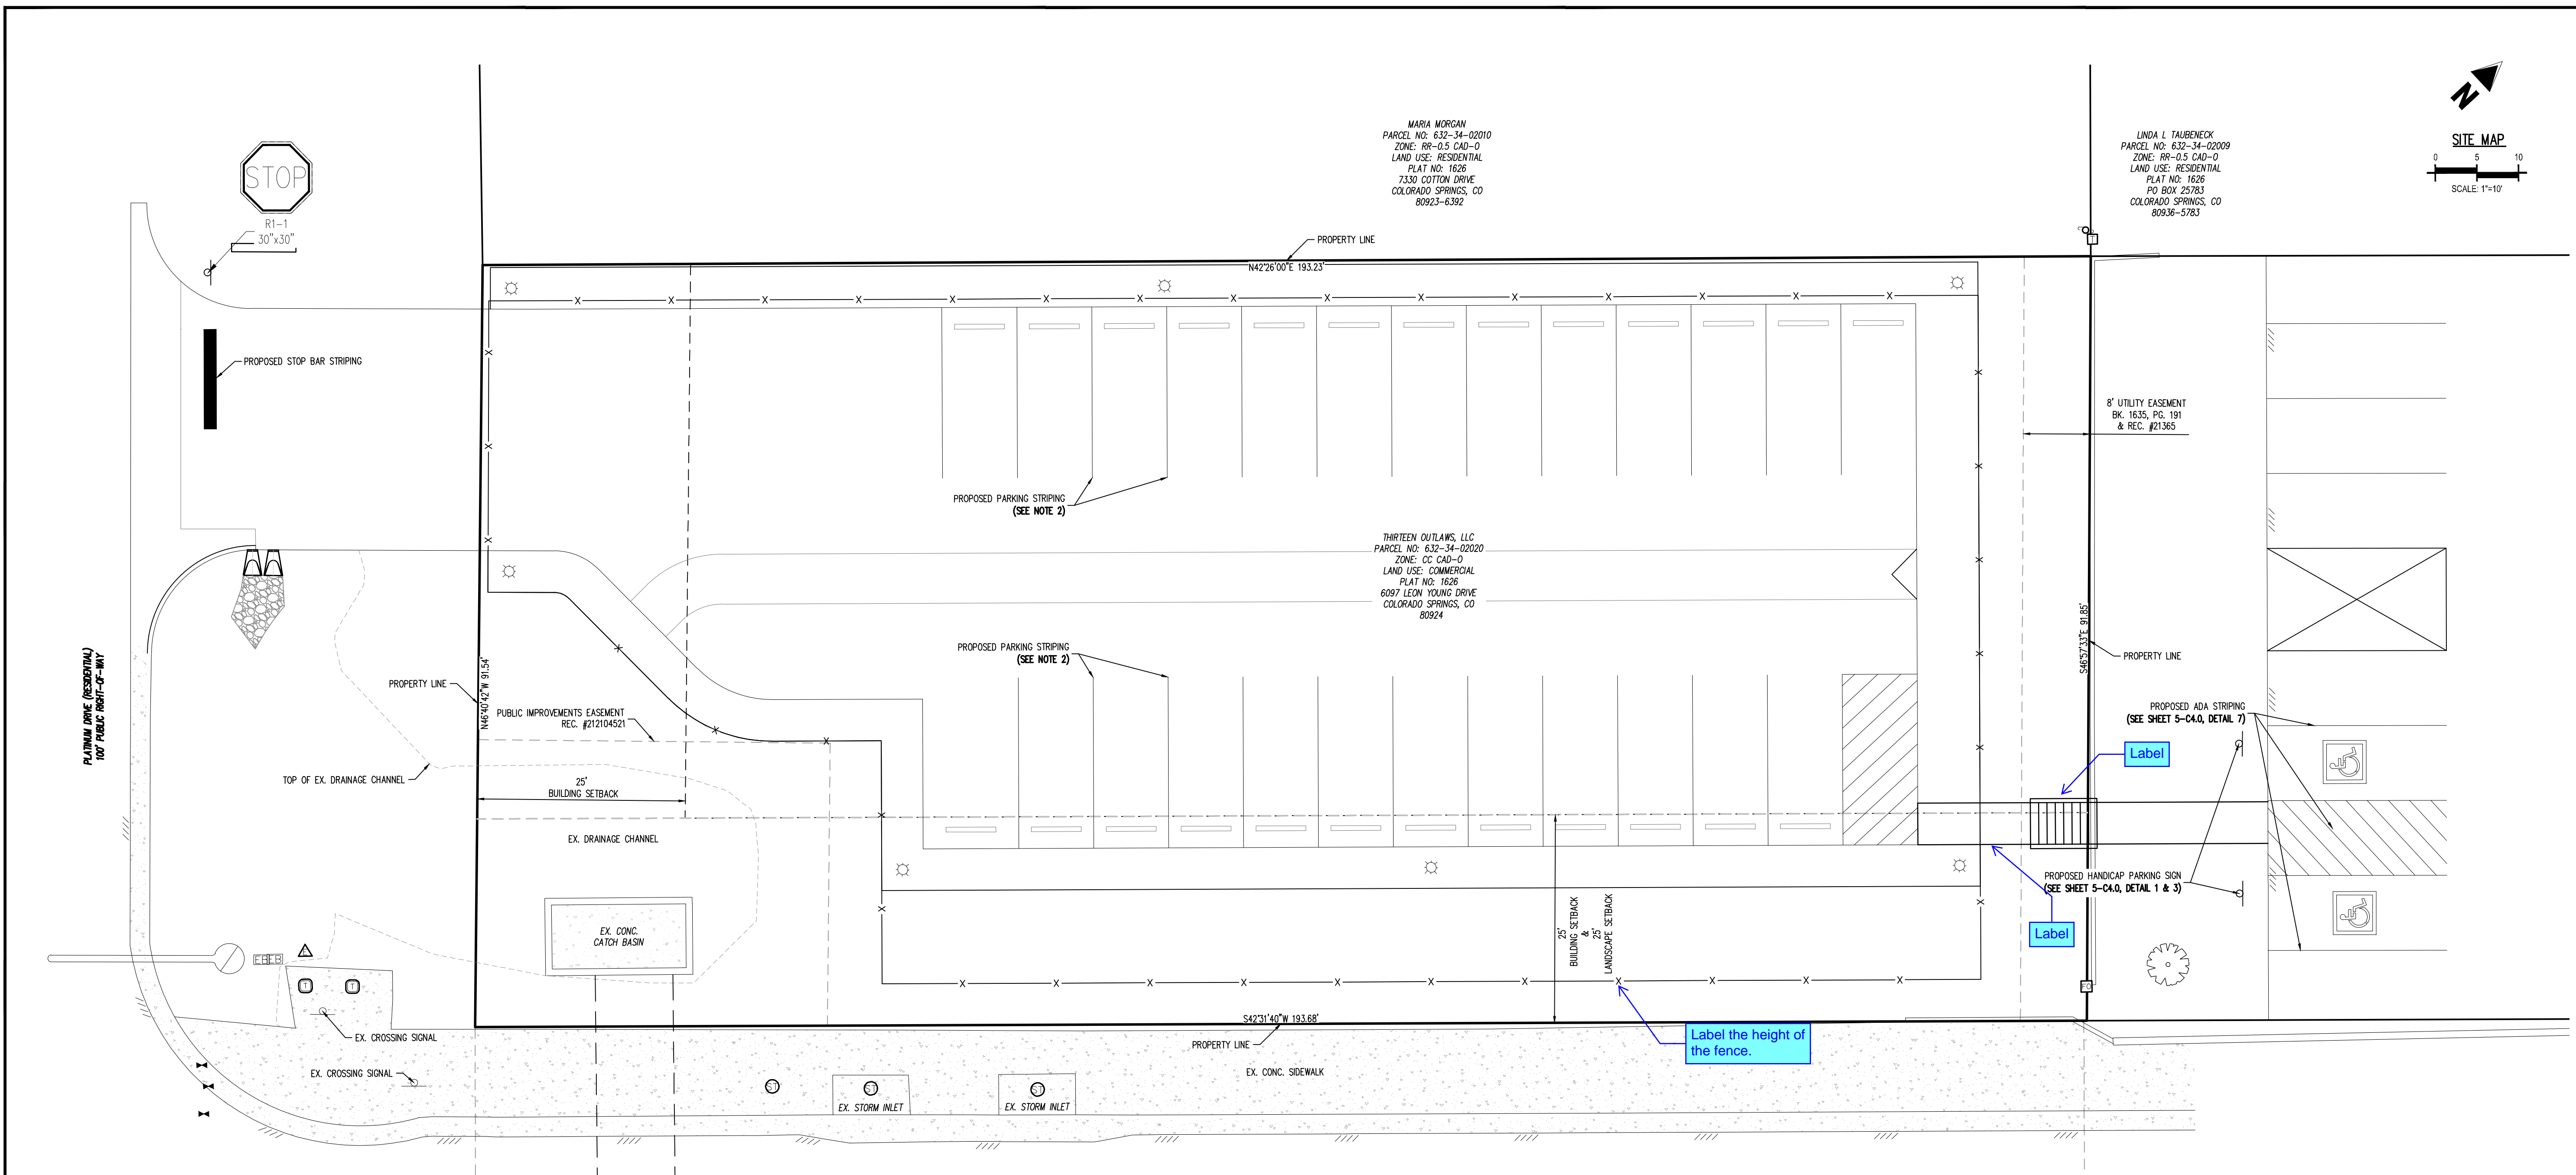 MARIA MORGAN
PARCEL NO: 632-34-02010
ZONE: RR-0.5 CAD-O
LAND USE: RESIDENTIAL
PLAT NO: 1626
7330 COTTON DRIVE
COLORADO SPRINGS, CO
80923-6392
LINDA L TAUBENECK
PARCEL NO: 632-34-02009
ZONE: RR-0.5 CAD-O
LAND USE: RESIDENTIAL
PLAT NO: 1626
PO BOX 25783
COLORADO SPRINGS, CO
80936-5783
N
SITE MAP
0 5 10
SCALE: 1"=10'
STOP
R1-1
30"x30"
PROPERTY LINE
N42°26'00"E 193.23'
T
PROPOSED STOP BAR STRIPING
8' UTILITY EASEMENT
BK. 1635, PG. 191
& REC. #21365
PROPOSED PARKING STRIPING
(SEE NOTE 2)
THIRTEEN OUTLAWS, LLC
PARCEL NO: 632-34-02020
ZONE: CC CAD-O
LAND USE: COMMERCIAL
PLAT NO: 1626
6097 LEON YOUNG DRIVE
COLORADO SPRINGS, CO
80924
PLATINUM DRIVE (RESIDENTIAL)
100' PUBLIC RIGHT-OF-WAY
PROPERTY LINE
N46°40'42"W 91.54'
PROPOSED PARKING STRIPING
(SEE NOTE 2)
S46°57'33"E 91.85'
PROPERTY LINE
PUBLIC IMPROVEMENTS EASEMENT
REC. #212104521
PROPOSED ADA STRIPING
(SEE SHEET 5-C4.0, DETAIL 7)
Label
TOP OF EX. DRAINAGE CHANNEL
25'
BUILDING SETBACK
EX. DRAINAGE CHANNEL
PROPOSED HANDICAP PARKING SIGN
(SEE SHEET 5-C4.0, DETAIL 1 & 3)
Label
25'
BUILDING SETBACK
&
25'
LANDSCAPE SETBACK
EX. CONC.
CATCH BASIN
EB EB
E
T
T
FO
S42°31'40"W 193.68'
PROPERTY LINE
Label the height of
the fence.
EX. CROSSING SIGNAL
EX. CROSSING SIGNAL
EX. CONC. SIDEWALK
ST
ST
ST
EX. STORM INLET
EX. STORM INLET